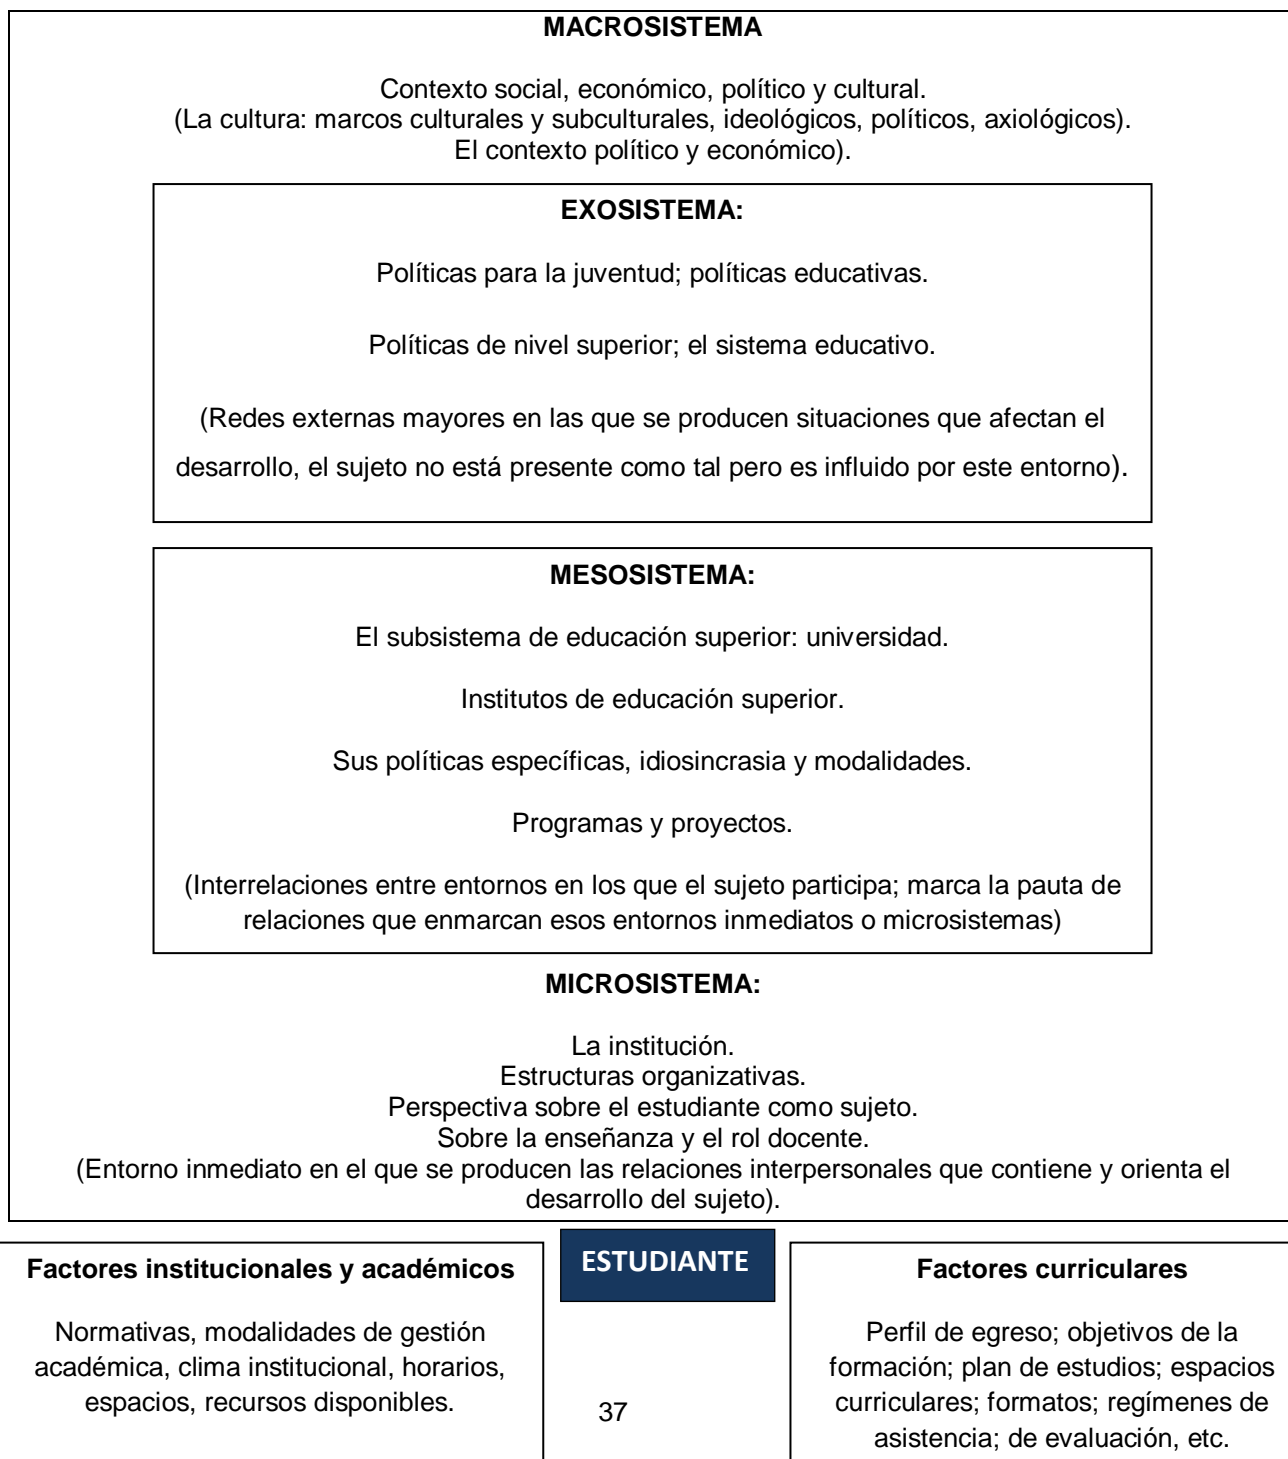 MACROSISTEMA
Contexto social, económico, político y cultural.
(La cultura: marcos culturales y subculturales, ideológicos, políticos, axiológicos).
El contexto político y económico).
EXOSISTEMA:
Políticas para la juventud; políticas educativas.
Políticas de nivel superior; el sistema educativo.
(Redes externas mayores en las que se producen situaciones que afectan el
desarrollo, el sujeto no está presente como tal pero es influido por este entorno).
MESOSISTEMA:
El subsistema de educación superior: universidad.
Institutos de educación superior.
Sus políticas específicas, idiosincrasia y modalidades.
Programas y proyectos.
(Interrelaciones entre entornos en los que el sujeto participa; marca la pauta de
relaciones que enmarcan esos entornos inmediatos o microsistemas)
MICROSISTEMA:
La institución.
Estructuras organizativas.
Perspectiva sobre el estudiante como sujeto.
Sobre la enseñanza y el rol docente.
(Entorno inmediato en el que se producen las relaciones interpersonales que contiene y orienta el
desarrollo del sujeto).
Factores institucionales y académicos
Normativas, modalidades de gestión
académica, clima institucional, horarios,
espacios, recursos disponibles.
ESTUDIANTE
37
Factores curriculares
Perfil de egreso; objetivos de la
formación; plan de estudios; espacios
curriculares; formatos; regímenes de
asistencia; de evaluación, etc.